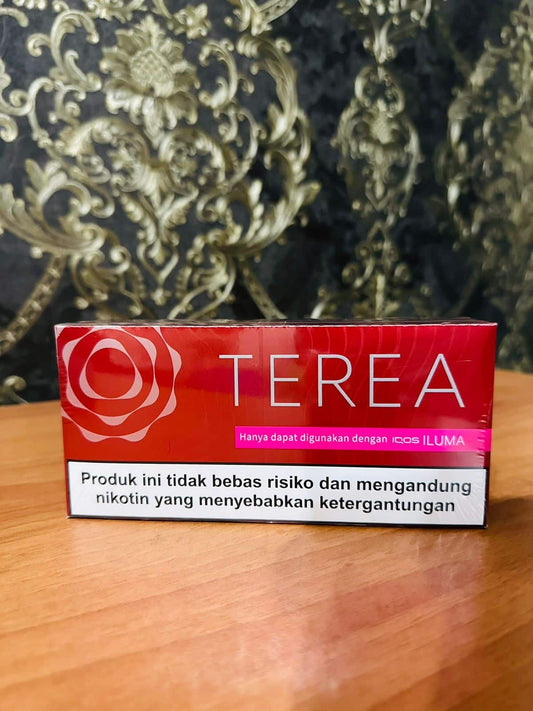 TEREA
Hanya dapat digunakan dengan IQOS ILUMA
Produk ini tidak bebas risiko dan mengandung
nikotin yang menyebabkan ketergantungan